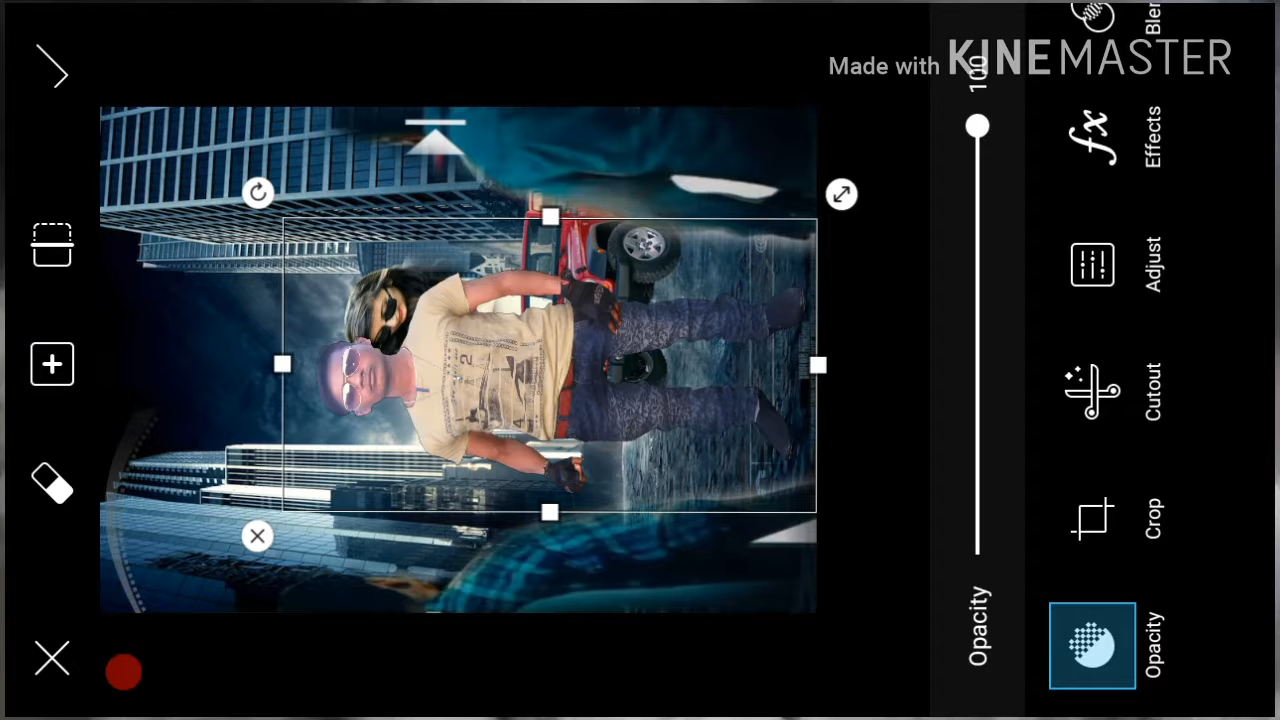 Made with KINEMASTER
100
Opacity
Effects
Adjust
Cutout
Crop
Opacity